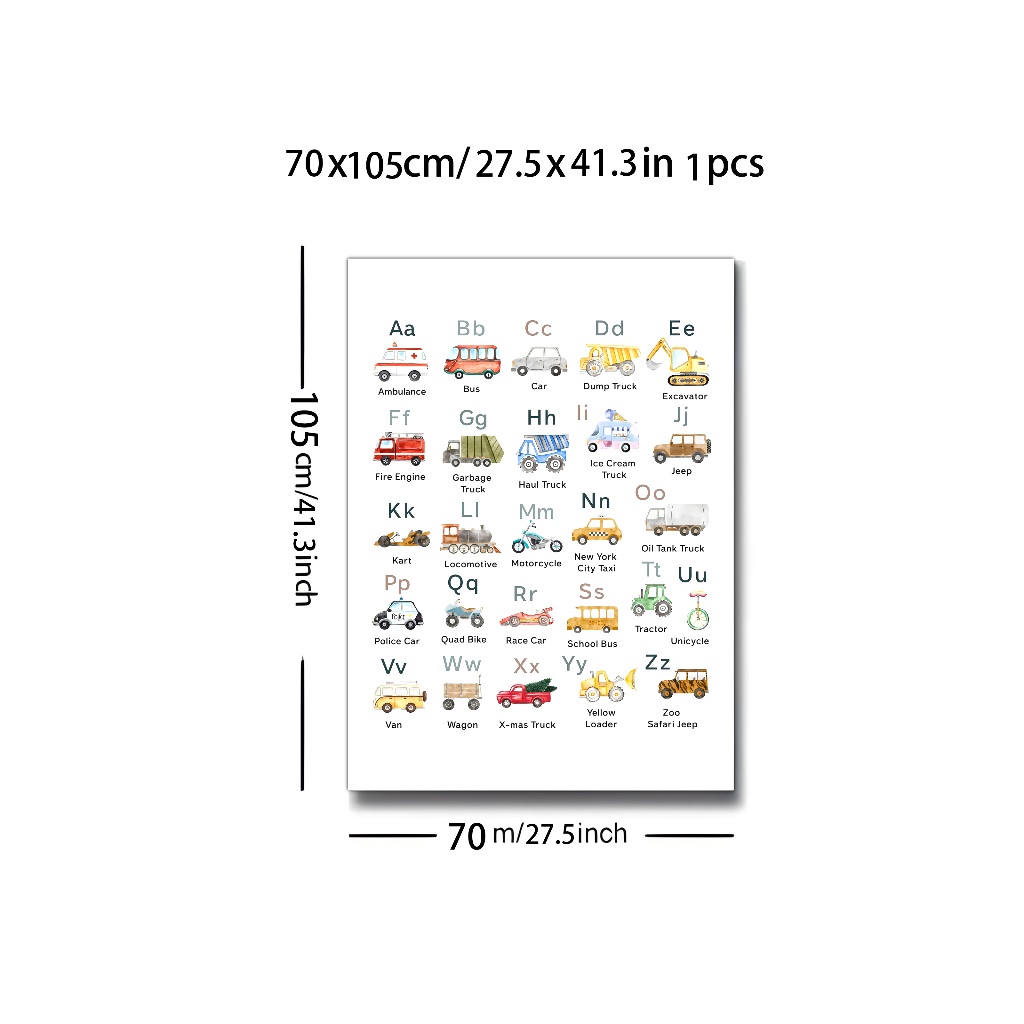 70x105cm/27.5x41.3in 1pcs
105cm/41.3inch
Aa Bb Cc Dd Ee
Ambulance
Bus
Car
Dump Truck
Excavator
Ff Gg Hh Ii Jj
Fire Engine
Garbage
Truck
Haul Truck
Ice Cream
Truck
Jeep
Kk Ll Mm Nn Oo
Kart
Locomotive
Motorcycle
New York
City Taxi
Oil Tank Truck
Pp Qq Rr Ss Tt Uu
Police Car
Quad Bike
Race Car
School Bus
Tractor
Unicycle
Vv Ww Xx Yy Zz
Van
Wagon
X-mas Truck
Yellow
Loader
Zoo
Safari Jeep
70 m/27.5inch